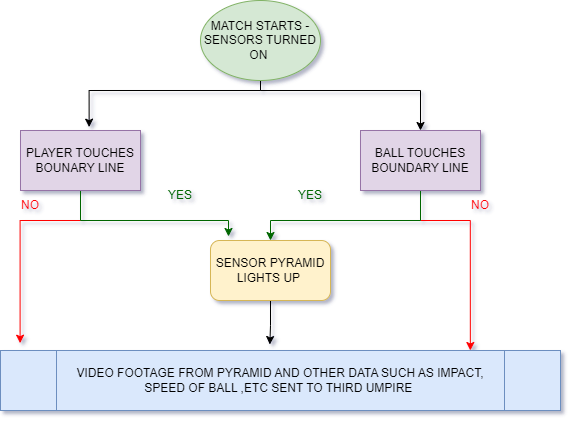 MATCH STARTS -
SENSORS TURNED
ON
PLAYER TOUCHES
BOUNARY LINE
BALL TOUCHES
BOUNDARY LINE
NO
YES
YES
NO
SENSOR PYRAMID
LIGHTS UP
VIDEO FOOTAGE FROM PYRAMID AND OTHER DATA SUCH AS IMPACT,
SPEED OF BALL ,ETC SENT TO THIRD UMPIRE